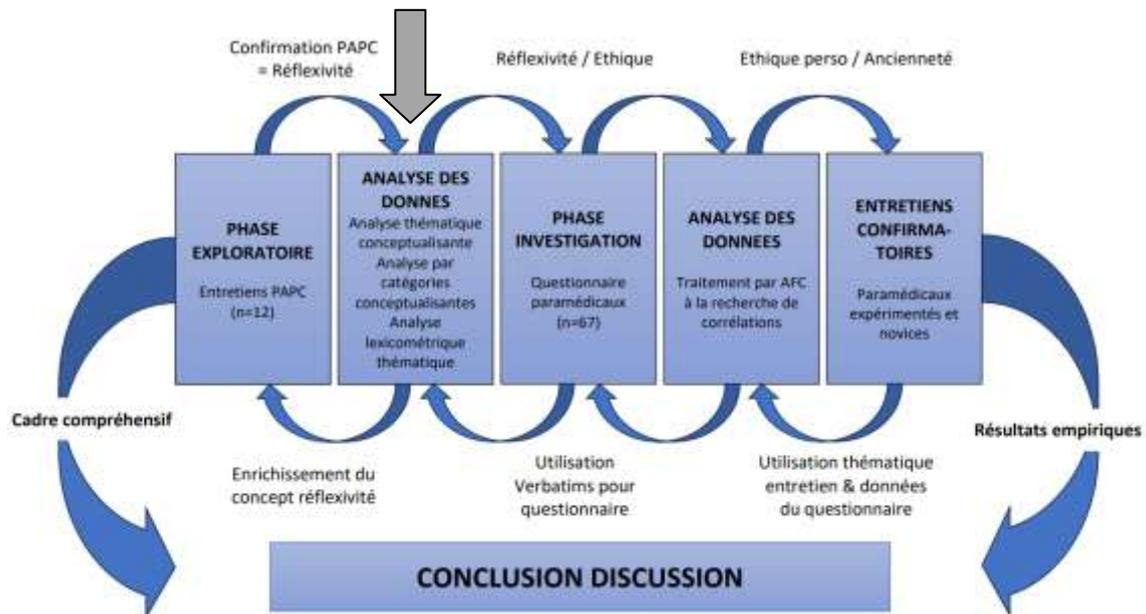 Confirmation PAPC
= Réflexivité
Réflexivité / Ethique
Ethique perso / Ancienneté
PHASE
EXPLORATOIRE
Entretiens PAPC
(n=12)
ANALYSE DES
DONNES
Analyse thématique
conceptualisante
Analyse par
catégories
conceptualisantes
Analyse
lexicométrique
thématique
PHASE
INVESTIGATION
Questionnaire
paramédicaux
(n=67)
ANALYSE DES
DONNEES
Traitement par AFC
à la recherche de
corrélations
ENTRETIENS
CONFIRMA-
TOIRES
Paramédicaux
expérimentés et
novices
Cadre compréhensif
Résultats empiriques
Enrichissement du
concept réflexivité
Utilisation
Verbatims pour
questionnaire
Utilisation thématique
entretien & données
du questionnaire
CONCLUSION DISCUSSION